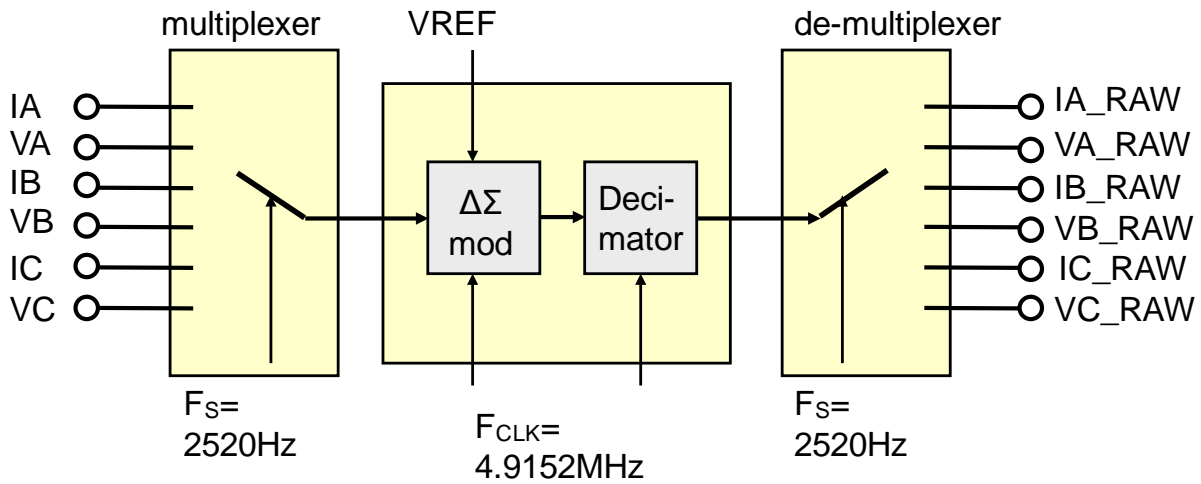 multiplexer
VREF
de-multiplexer
IA
VA
IB
VB
IC
VC
ΔΣ
mod
Deci-
mator
IA_RAW
VA_RAW
IB_RAW
VB_RAW
IC_RAW
VC_RAW
FS=
2520Hz
FCLK=
4.9152MHz
FS=
2520Hz